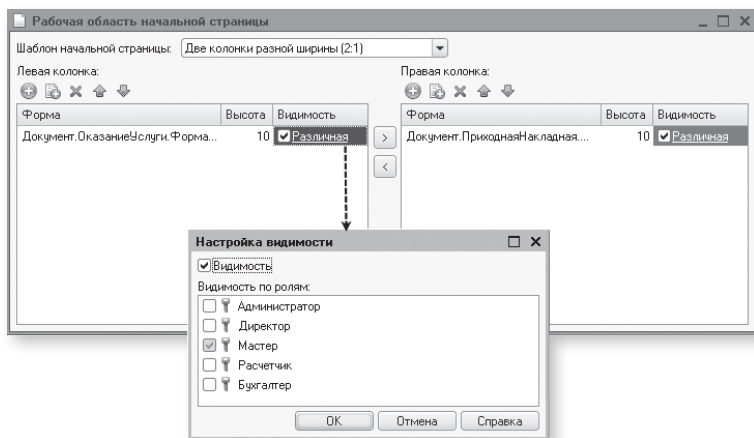 Рабочая область начальной страницы
Шаблон начальной страницы: Две колонки разной ширины (2:1)
Левая колонка:
Правая колонка:
Форма Высота Видимость
Форма Высота Видимость
Документ.ОказаниеУслуги.Форма... 10 Различная
Документ.ПриходнаяНакладная.... 10 Различная
>
<
Настройка видимости
Видимость
Видимость по ролям:
Администратор
Директор
Мастер
Расчетчик
Бухгалтер
OK Отмена Справка